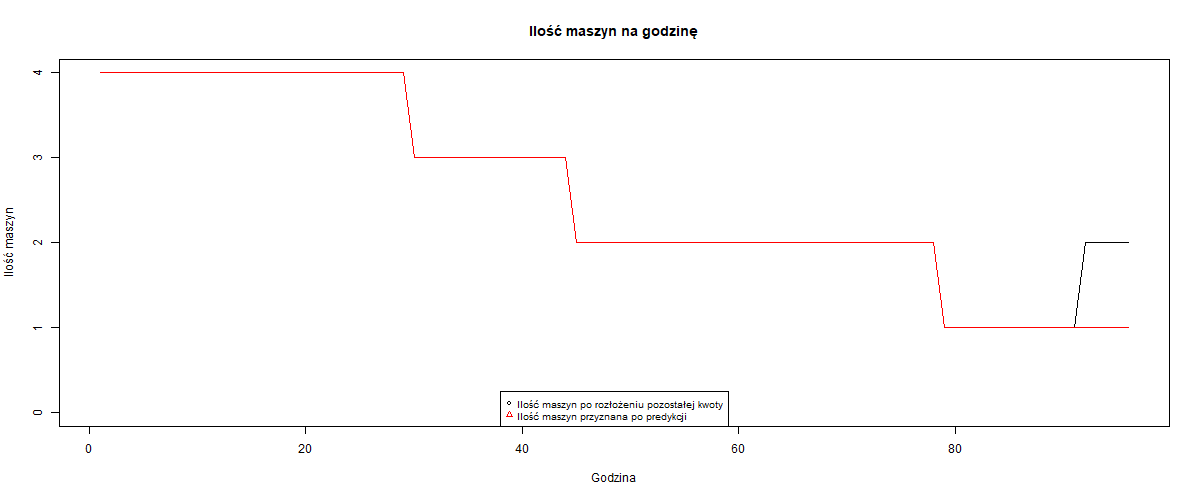 Ilość maszyn na godzinę
Ilość maszyn
4
3
2
1
0
Ilość maszyn po rozłożeniu pozostałej kwoty
Ilość maszyn przyznana po predykcji
0 20 40 60 80
Godzina